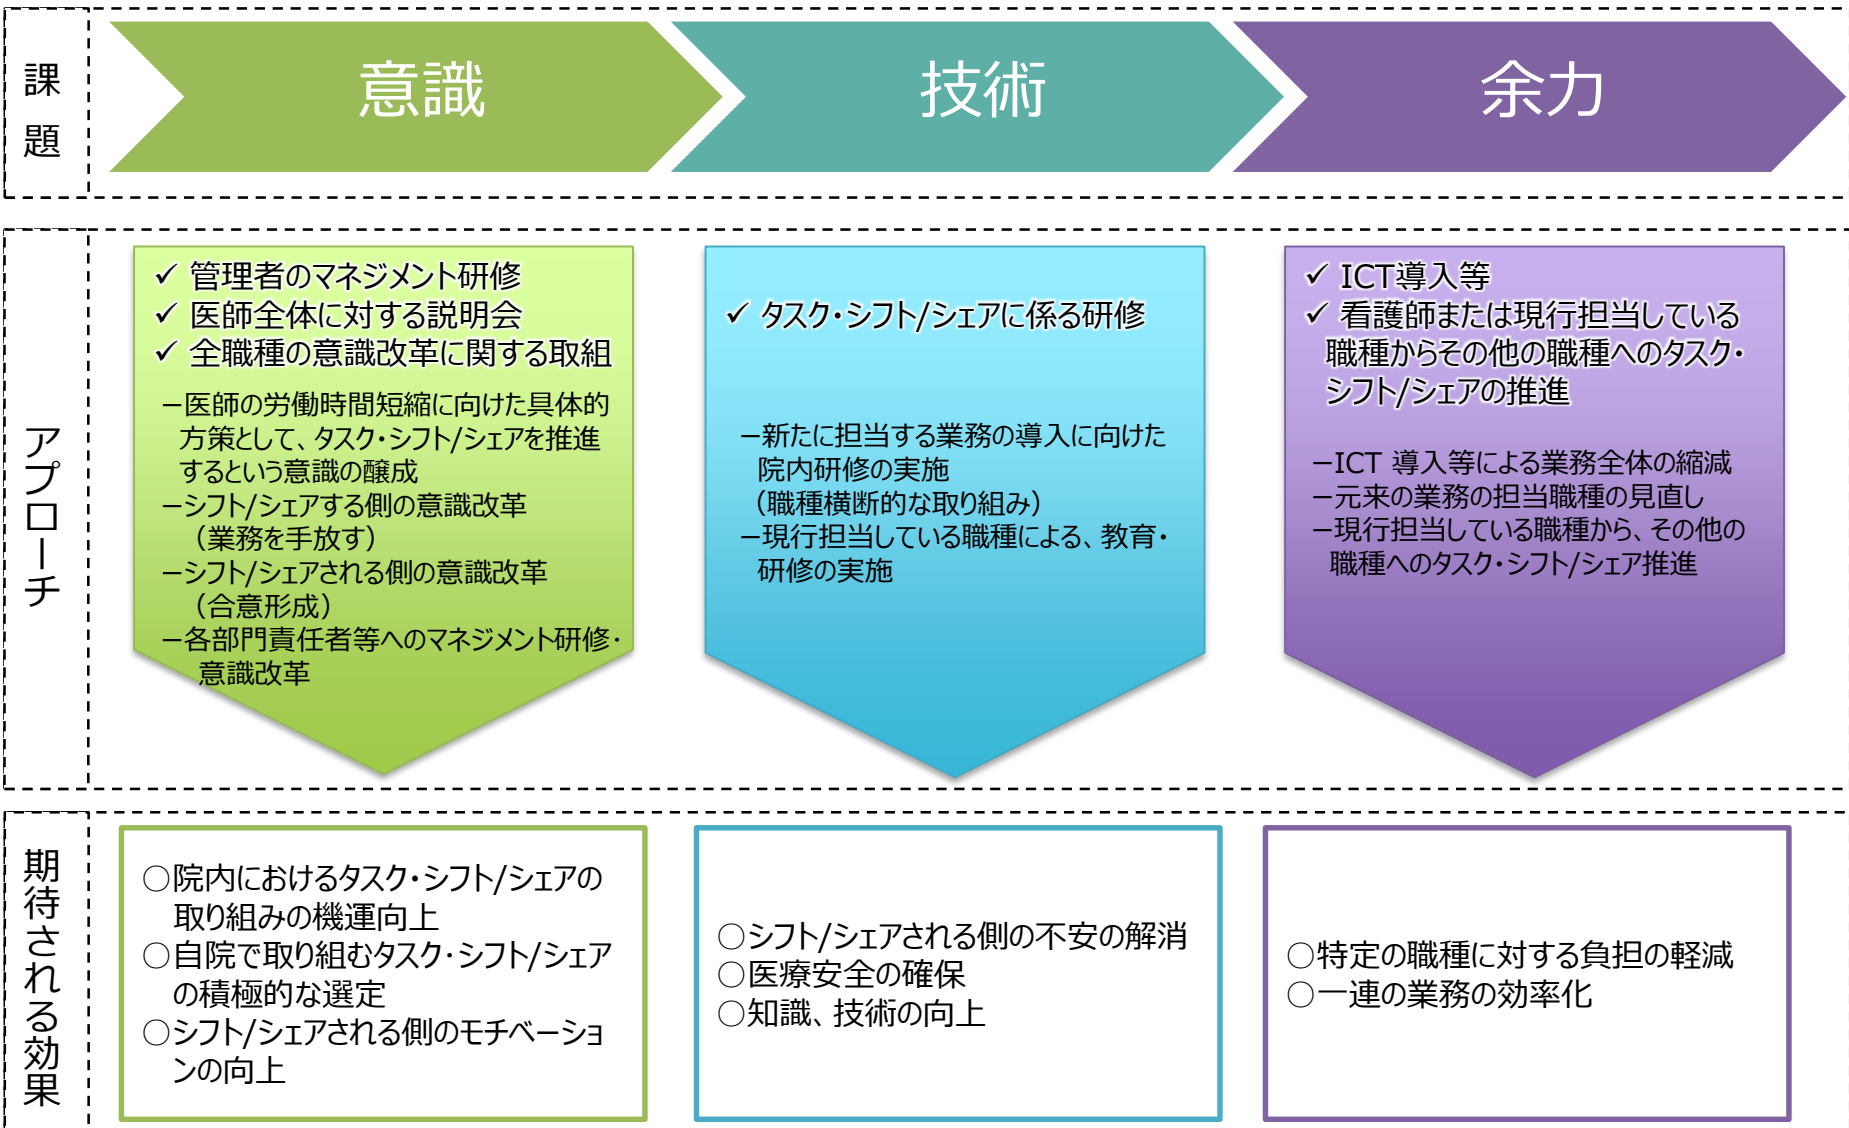 課
題
意識
技術
余力
アプローチ
✓ 管理者のマネジメント研修
✓ 医師全体に対する説明会
✓ 全職種の意識改革に関する取組
－医師の労働時間短縮に向けた具体的
方策として、タスク・シフト/シェアを推進
するという意識の醸成
－シフト/シェアする側の意識改革
（業務を手放す）
－シフト/シェアされる側の意識改革
（合意形成）
－各部門責任者等へのマネジメント研修・
意識改革
✓ タスク・シフト/シェアに係る研修
－新たに担当する業務の導入に向けた
院内研修の実施
（職種横断的な取り組み）
－現行担当している職種による、教育・
研修の実施
✓ ICT導入等
✓ 看護師または現行担当している
職種からその他の職種へのタスク・
シフト/シェアの推進
－ICT 導入等による業務全体の縮減
－元来の業務の担当職種の見直し
－現行担当している職種から、その他の
職種へのタスク・シフト/シェア推進
期待される効果
○院内におけるタスク・シフト/シェアの
取り組みの機運向上
○自院で取り組むタスク・シフト/シェア
の積極的な選定
○シフト/シェアされる側のモチベーショ
ンの向上
○シフト/シェアされる側の不安の解消
○医療安全の確保
○知識、技術の向上
○特定の職種に対する負担の軽減
○一連の業務の効率化